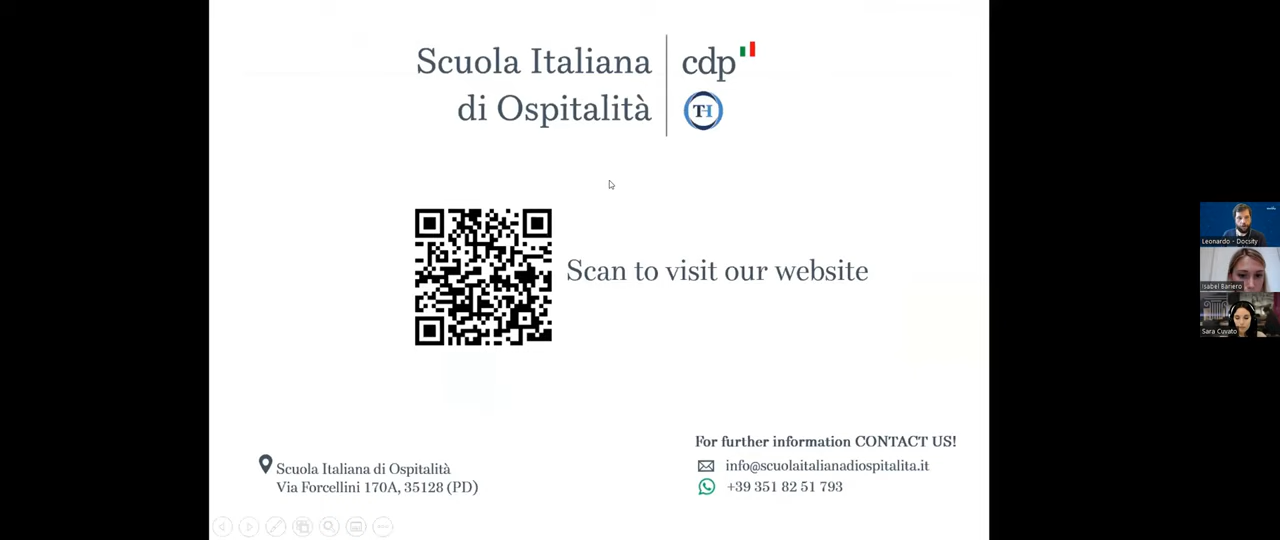 Scuola Italiana
di Ospitalità
cdp
TH
Scan to visit our website
Leonardo - Docsity
Isabel Bariero
Sara Cuvato
For further information CONTACT US!
info@scuolaitalianadiospitalita.it
+39 351 82 51 793
Scuola Italiana di Ospitalità
Via Forcellini 170A, 35128 (PD)